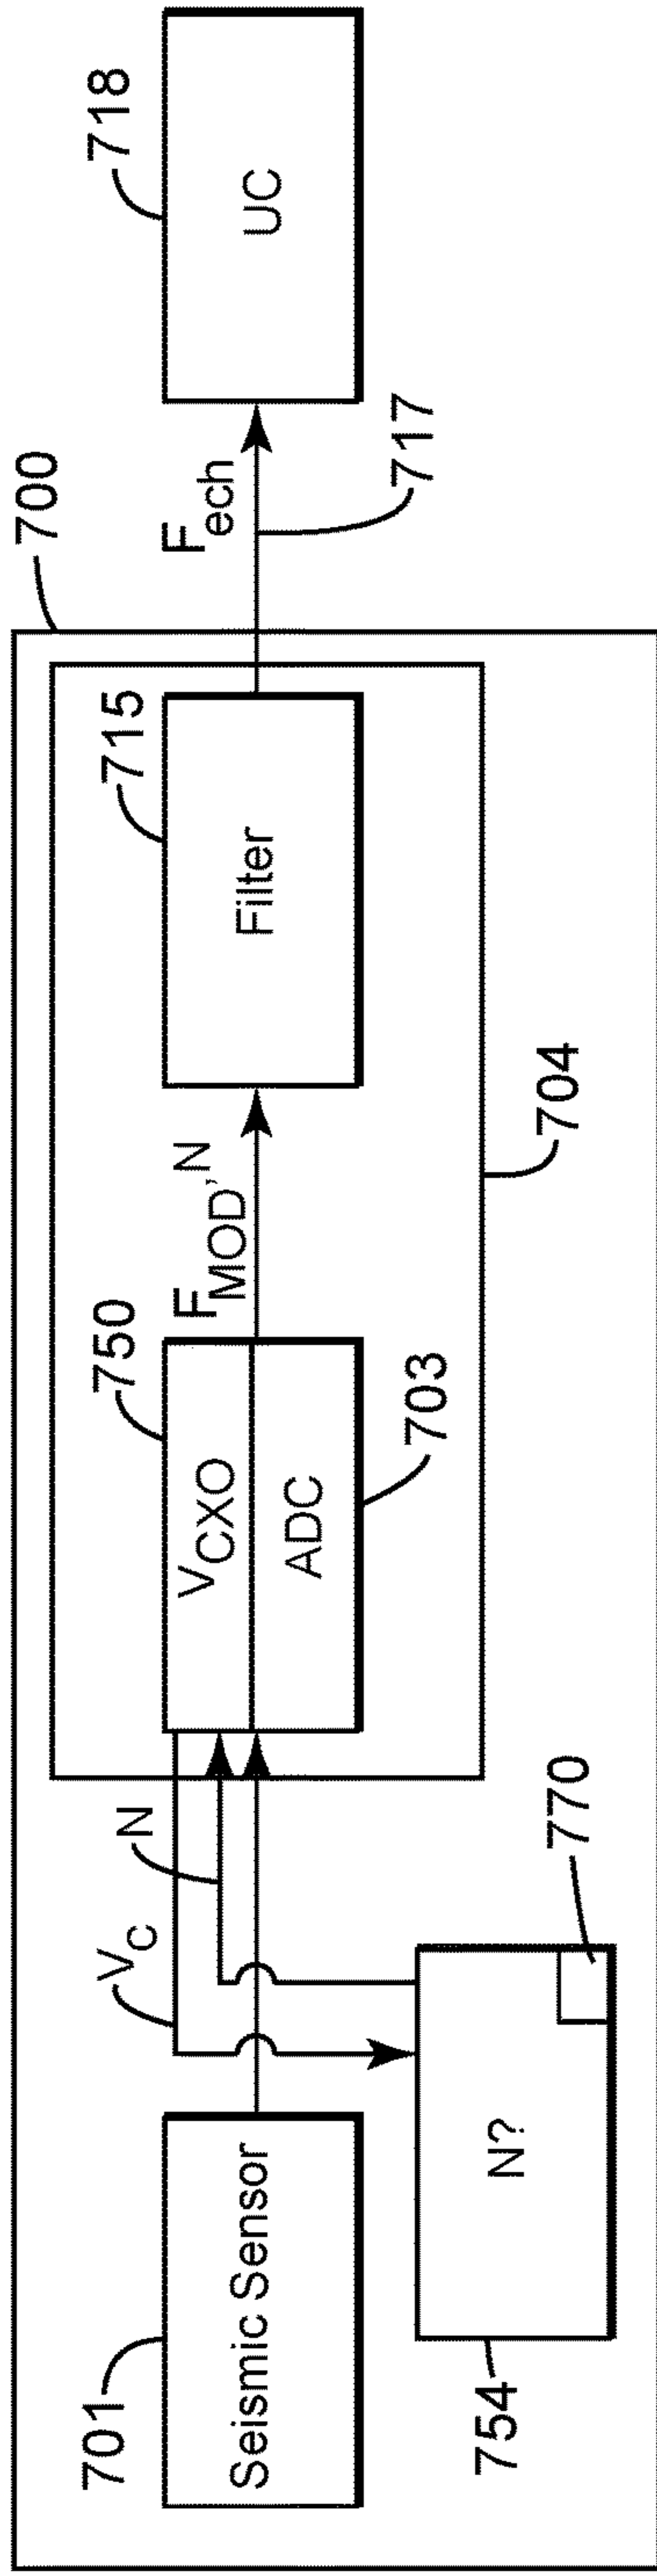 700
701
Seismic Sensor
V_C
N
750
V_CXO
ADC
703
F_MOD, N
715
Filter
704
F_ech
717
718
UC
754
N?
770